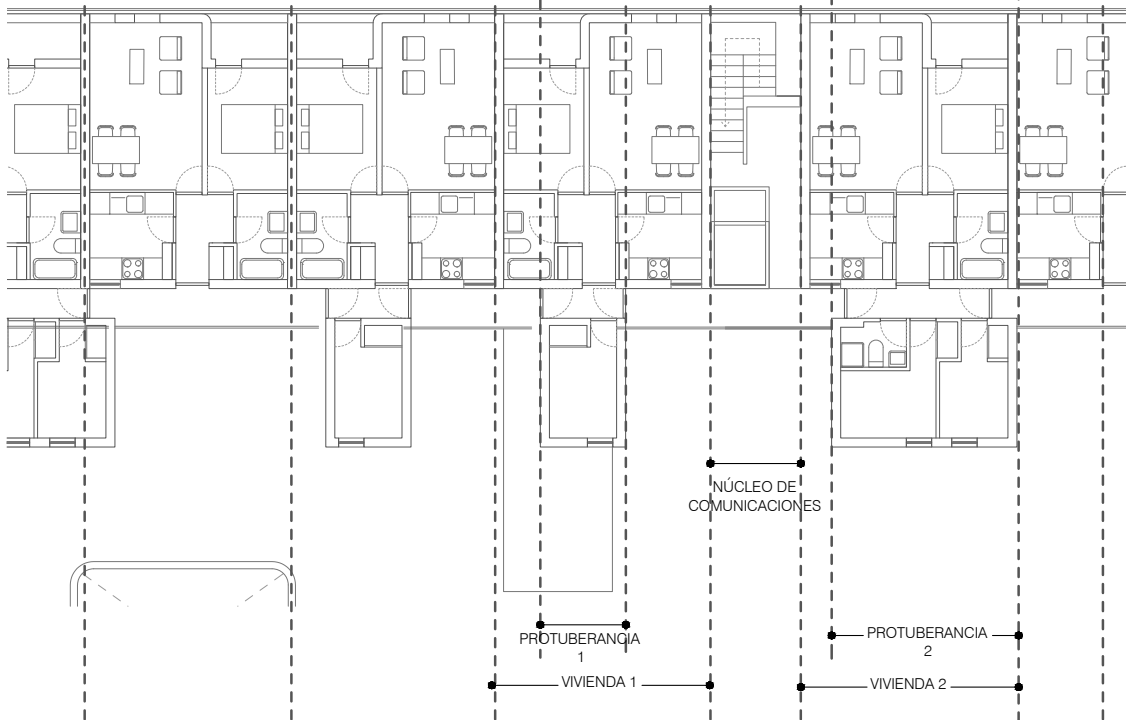 NÚCLEO DE
COMUNICACIONES
PROTUBERANCIA
1
PROTUBERANCIA
2
VIVIENDA 1
VIVIENDA 2